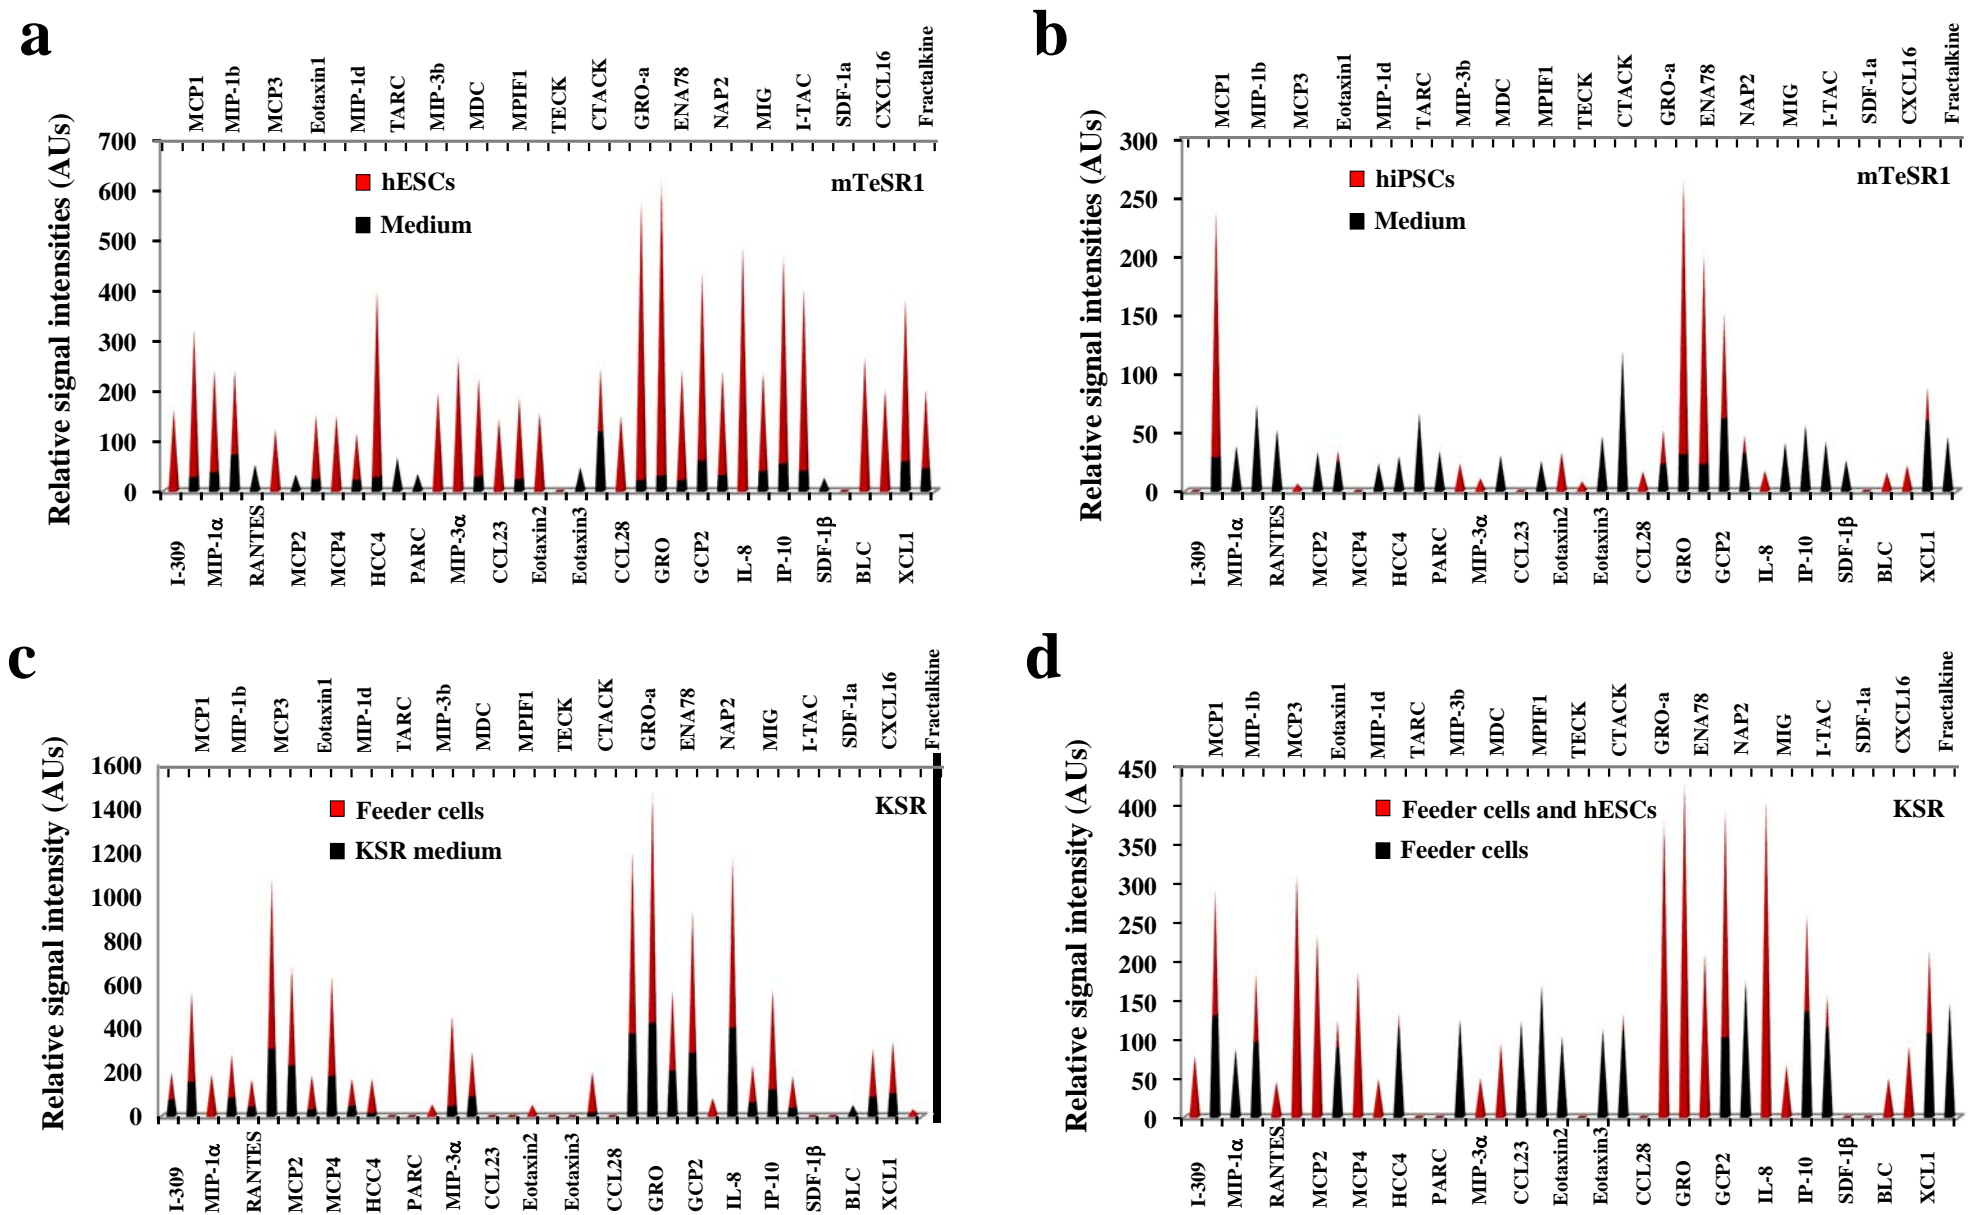 a
MCP1 MIP-1b MCP3 Eotaxin1 MIP-1d TARC MIP-3b MDC MPIF1 TECK CTACK GRO-a ENA78 NAP2 MIG I-TAC SDF-1a CXCL16 Fractalkine
Relative signal intensities (AUs)
700
600
500
400
300
200
100
0
hESCs
Medium
mTeSR1
I-309 MIP-1α RANTES MCP2 MCP4 HCC4 PARC MIP-3α CCL23 Eotaxin2 Eotaxin3 CCL28 GRO GCP2 IL-8 IP-10 SDF-1β BLC XCL1
b
MCP1 MIP-1b MCP3 Eotaxin1 MIP-1d TARC MIP-3b MDC MPIF1 TECK CTACK GRO-a ENA78 NAP2 MIG I-TAC SDF-1a CXCL16 Fractalkine
Relative signal intensities (AUs)
300
250
200
150
100
50
0
hiPSCs
Medium
mTeSR1
I-309 MIP-1α RANTES MCP2 MCP4 HCC4 PARC MIP-3α CCL23 Eotaxin2 Eotaxin3 CCL28 GRO GCP2 IL-8 IP-10 SDF-1β BLC XCL1
c
MCP1 MIP-1b MCP3 Eotaxin1 MIP-1d TARC MIP-3b MDC MPIF1 TECK CTACK GRO-a ENA78 NAP2 MIG I-TAC SDF-1a CXCL16 Fractalkine
Relative signal intensity (AUs)
1600
1400
1200
1000
800
600
400
200
0
Feeder cells
KSR medium
KSR
I-309 MIP-1α RANTES MCP2 MCP4 HCC4 PARC MIP-3α CCL23 Eotaxin2 Eotaxin3 CCL28 GRO GCP2 IL-8 IP-10 SDF-1β BLC XCL1
d
MCP1 MIP-1b MCP3 Eotaxin1 MIP-1d TARC MIP-3b MDC MPIF1 TECK CTACK GRO-a ENA78 NAP2 MIG I-TAC SDF-1a CXCL16 Fractalkine
Relative signal intensity (AUs)
450
400
350
300
250
200
150
100
50
0
Feeder cells and hESCs
Feeder cells
KSR
I-309 MIP-1α RANTES MCP2 MCP4 HCC4 PARC MIP-3α CCL23 Eotaxin2 Eotaxin3 CCL28 GRO GCP2 IL-8 IP-10 SDF-1β BLC XCL1